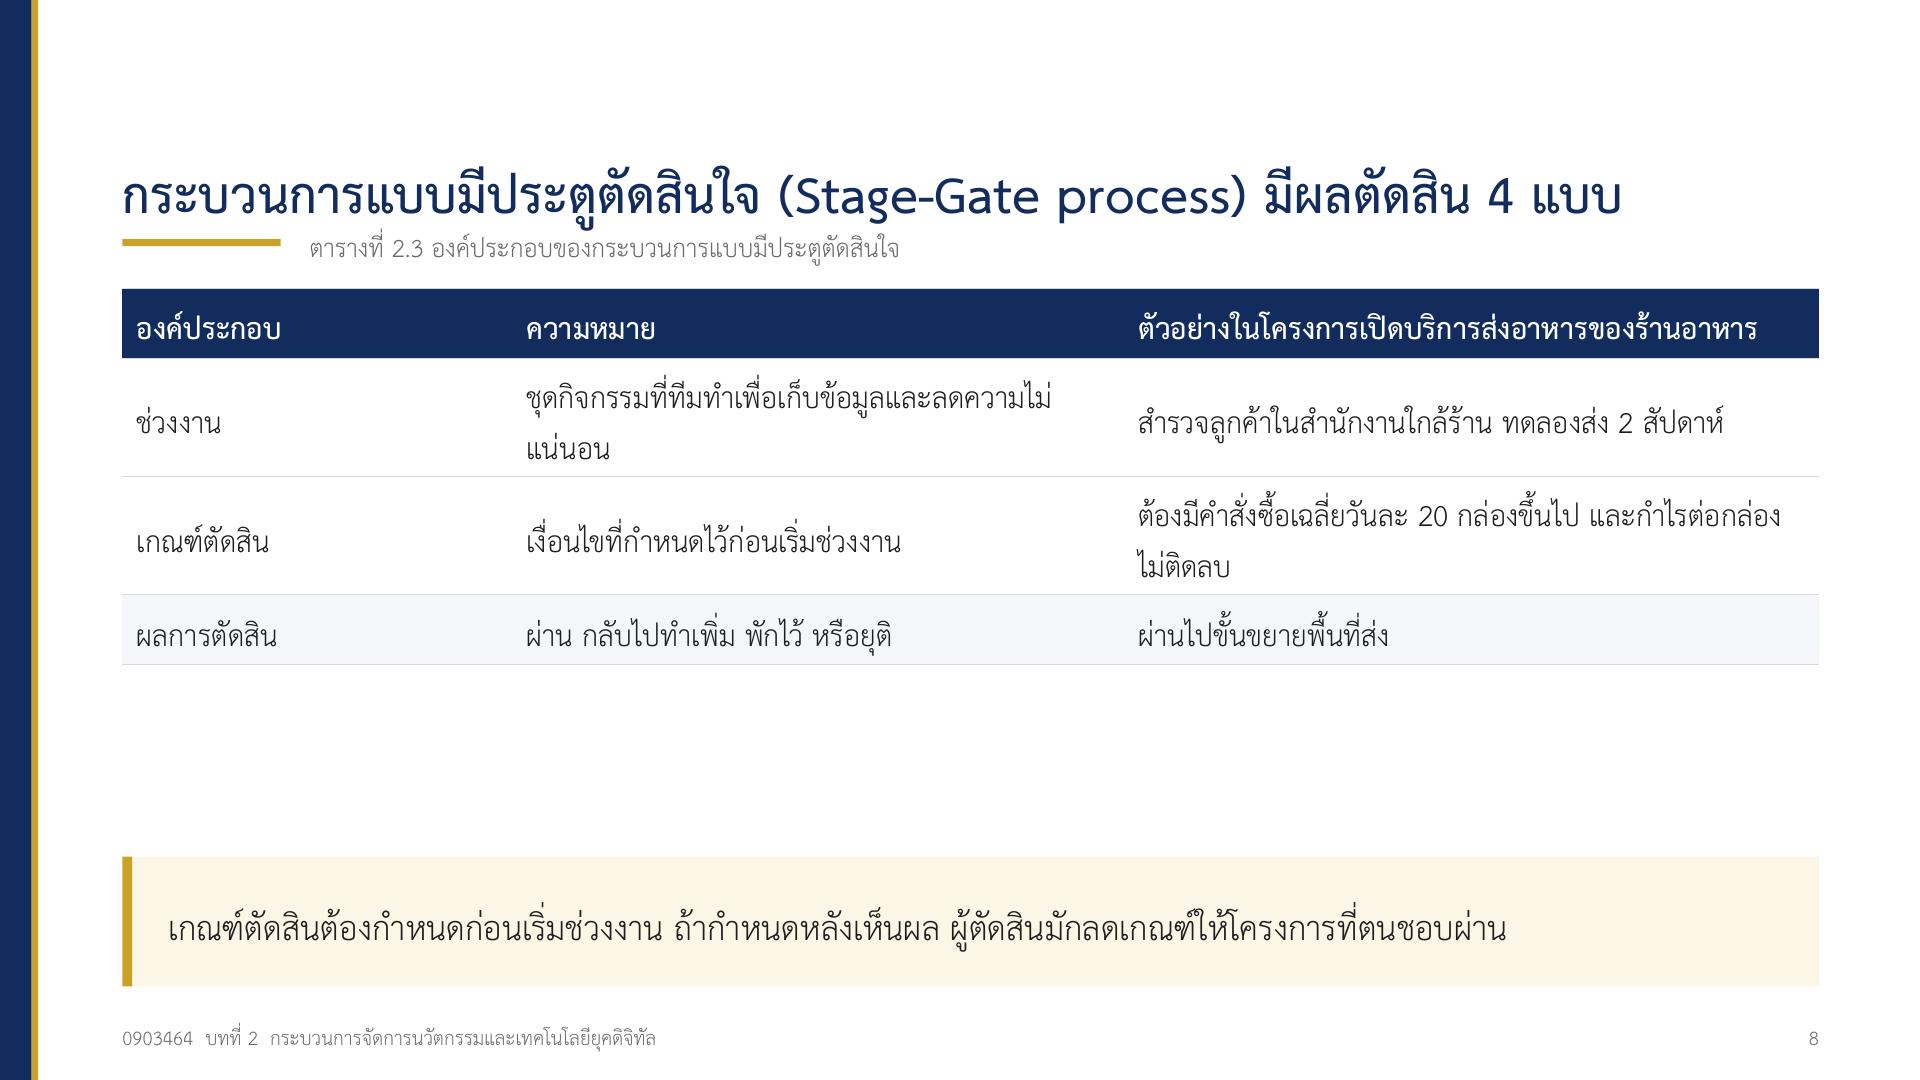 กระบวนการแบบมีประตูตัดสินใจ (Stage-Gate process) มีผลตัดสิน 4 แบบ
ตารางที่ 2.3 องค์ประกอบของกระบวนการแบบมีประตูตัดสินใจ
องค์ประกอบ ความหมาย ตัวอย่างในโครงการเปิดบริการส่งอาหารของร้านอาหาร
ช่วงงาน
ชุดกิจกรรมที่ทีมทำเพื่อเก็บข้อมูลและลดความไม่
แน่นอน
สำรวจลูกค้าในสำนักงานใกล้ร้าน ทดลองส่ง 2 สัปดาห์
เกณฑ์ตัดสิน
เงื่อนไขที่กำหนดไว้ก่อนเริ่มช่วงงาน
ต้องมีคำสั่งซื้อเฉลี่ยวันละ 20 กล่องขึ้นไป และกำไรต่อกล่อง
ไม่ติดลบ
ผลการตัดสิน ผ่าน กลับไปทำเพิ่ม พักไว้ หรือยุติ ผ่านไปขั้นขยายพื้นที่ส่ง
เกณฑ์ตัดสินต้องกำหนดก่อนเริ่มช่วงงาน ถ้ากำหนดหลังเห็นผล ผู้ตัดสินมักลดเกณฑ์ให้โครงการที่ตนชอบผ่าน
0903464 บทที่ 2 กระบวนการจัดการนวัตกรรมและเทคโนโลยียุคดิจิทัล 8